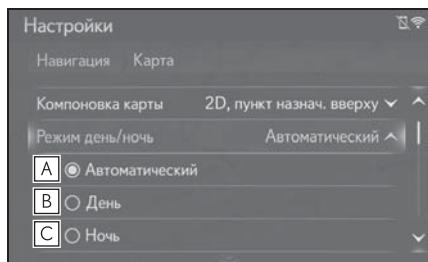 Настройки
Навигация Карта
Компоновка карты 2D, пункт назнач. вверху
Режим день/ночь Автоматический
A Автоматический
B День
C Ночь